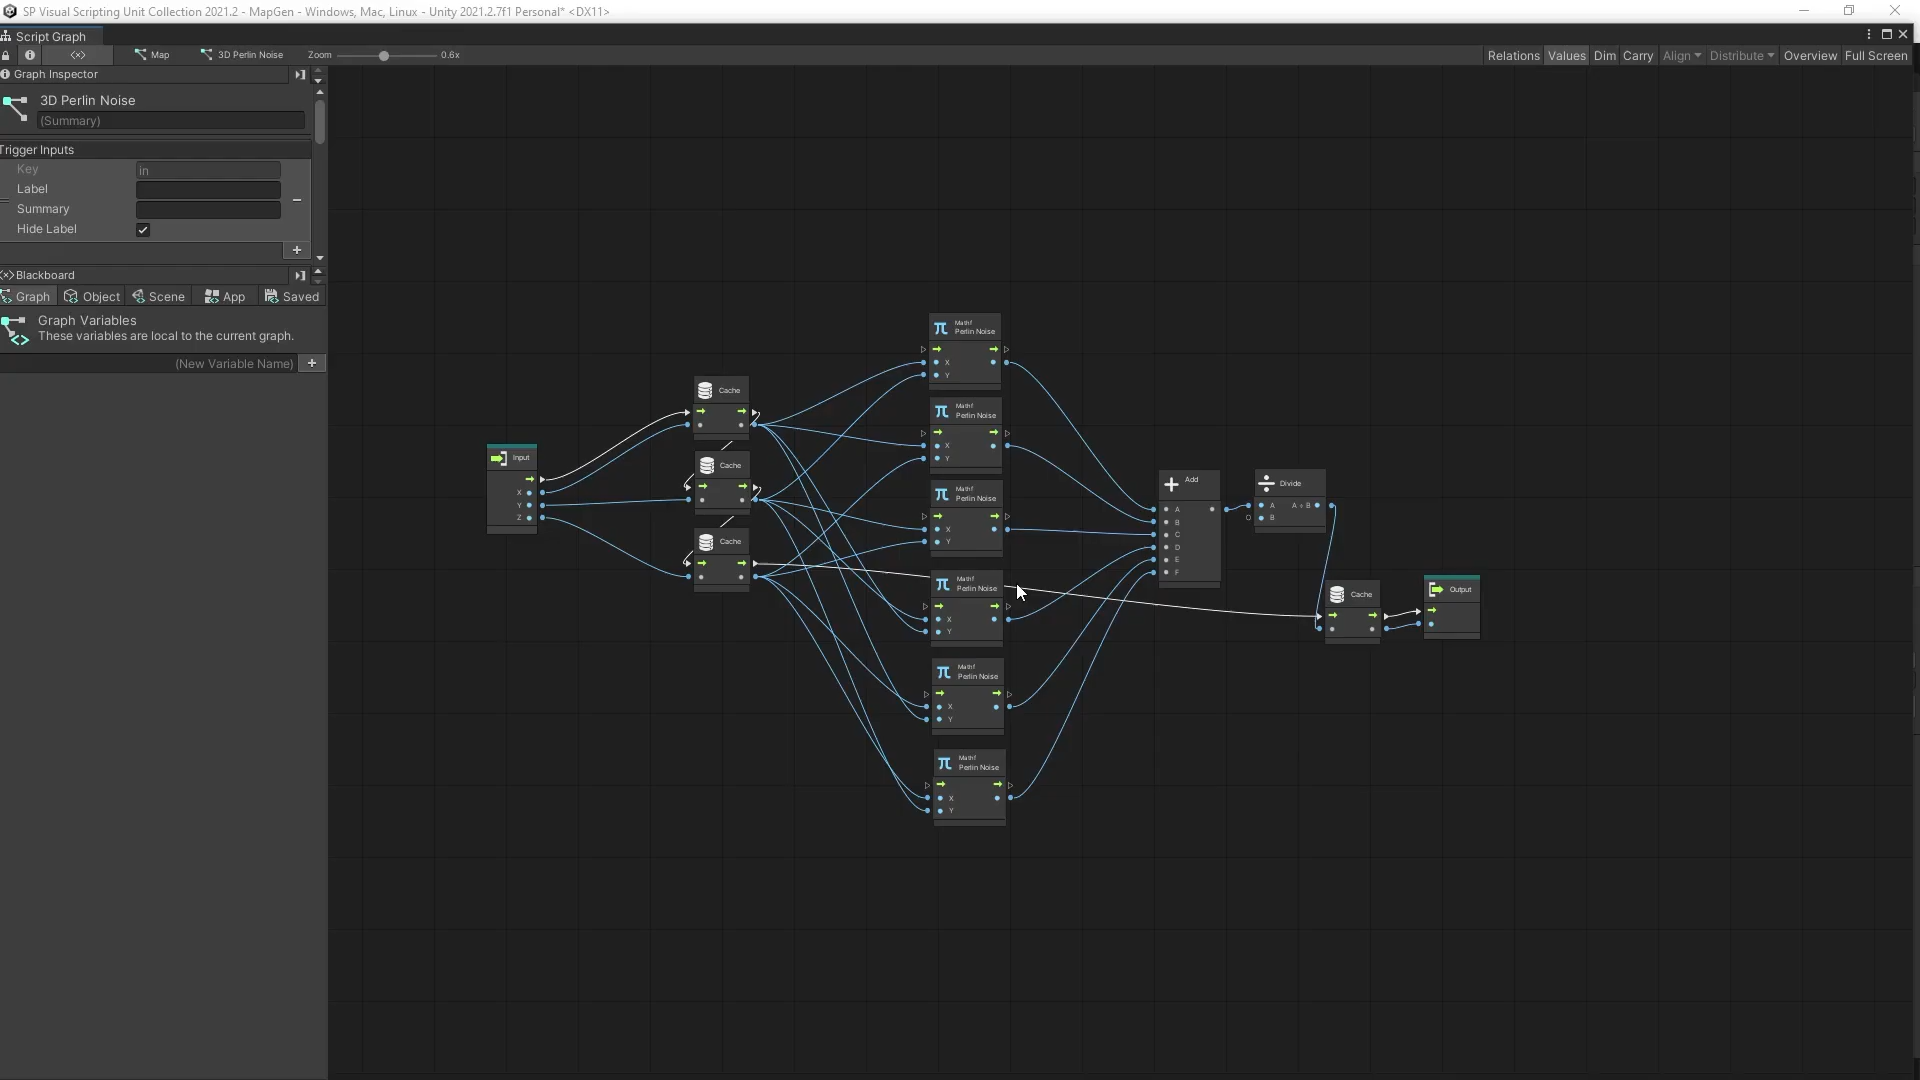 SP Visual Scripting Unit Collection 2021.2 - MapGen - Windows, Mac, Linux - Unity 2021.2.7f1 Personal* <DX11>
Script Graph
Map
3D Perlin Noise
Zoom
0.6x
Relations
Values
Dim
Carry
Align
Distribute
Overview
Full Screen
Graph Inspector
3D Perlin Noise
(Summary)
Trigger Inputs
Key
in
Label
Summary
Hide Label
Blackboard
Graph
Object
Scene
App
Saved
Graph Variables
These variables are local to the current graph.
(New Variable Name)
Input
X
Y
Z
Cache
Cache
Cache
Mathf
Perlin Noise
X
Y
Mathf
Perlin Noise
X
Y
Mathf
Perlin Noise
X
Y
Mathf
Perlin Noise
X
Y
Mathf
Perlin Noise
X
Y
Mathf
Perlin Noise
X
Y
Add
A
B
C
D
E
F
Divide
A
A ÷ B
B
Cache
Output